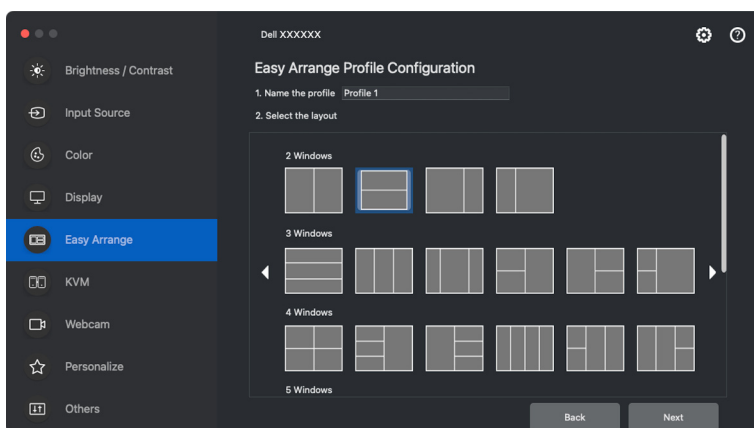 Dell XXXXXX
Brightness / Contrast
Input Source
Color
Display
Easy Arrange
KVM
Webcam
Personalize
Others
Easy Arrange Profile Configuration
1. Name the profile Profile 1
2. Select the layout
2 Windows
3 Windows
4 Windows
5 Windows
Back
Next